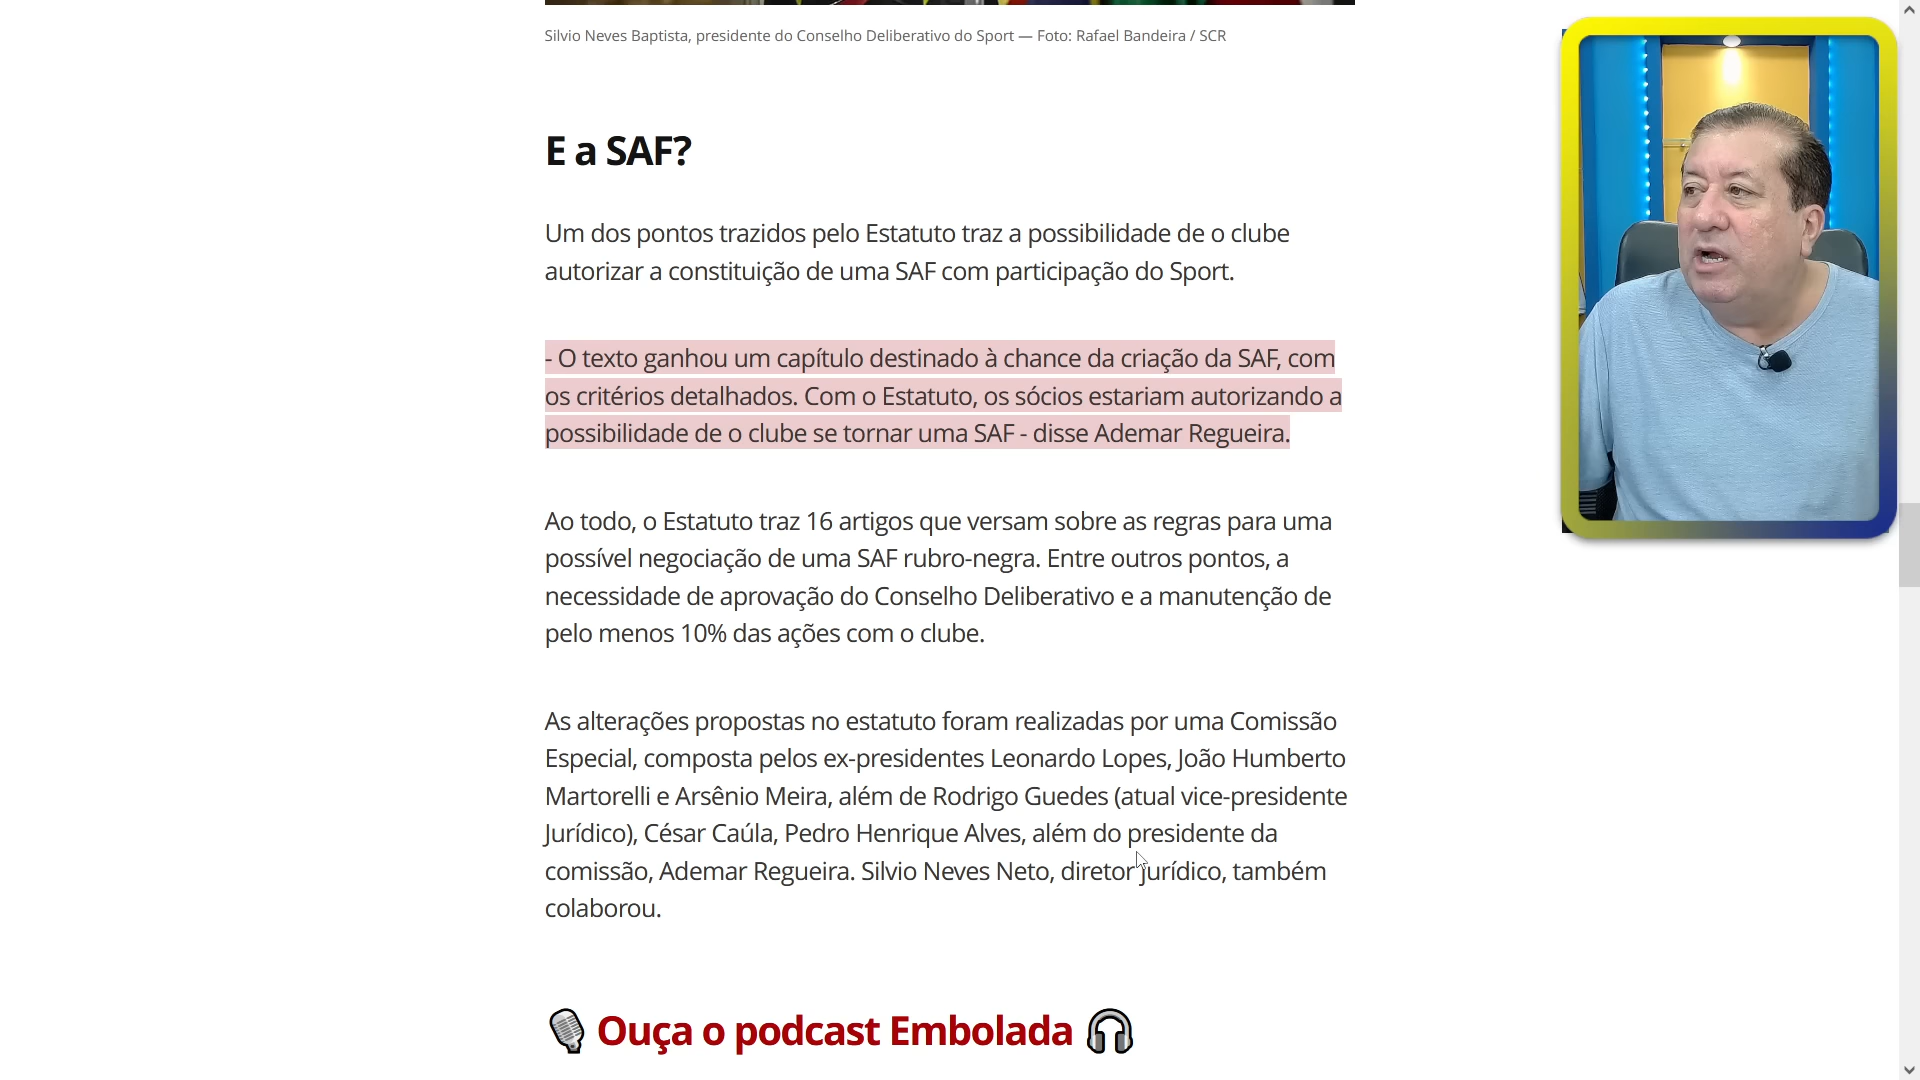 Silvio Neves Baptista, presidente do Conselho Deliberativo do Sport — Foto: Rafael Bandeira / SCR
E a SAF?
Um dos pontos trazidos pelo Estatuto traz a possibilidade de o clube
autorizar a constituição de uma SAF com participação do Sport.
- O texto ganhou um capítulo destinado à chance da criação da SAF, com
os critérios detalhados. Com o Estatuto, os sócios estariam autorizando a
possibilidade de o clube se tornar uma SAF - disse Ademar Regueira.
Ao todo, o Estatuto traz 16 artigos que versam sobre as regras para uma
possível negociação de uma SAF rubro-negra. Entre outros pontos, a
necessidade de aprovação do Conselho Deliberativo e a manutenção de
pelo menos 10% das ações com o clube.
As alterações propostas no estatuto foram realizadas por uma Comissão
Especial, composta pelos ex-presidentes Leonardo Lopes, João Humberto
Martorelli e Arsênio Meira, além de Rodrigo Guedes (atual vice-presidente
Jurídico), César Caúla, Pedro Henrique Alves, além do presidente da
comissão, Ademar Regueira. Silvio Neves Neto, diretor jurídico, também
colaborou.
🎙️ Ouça o podcast Embolada 🎧